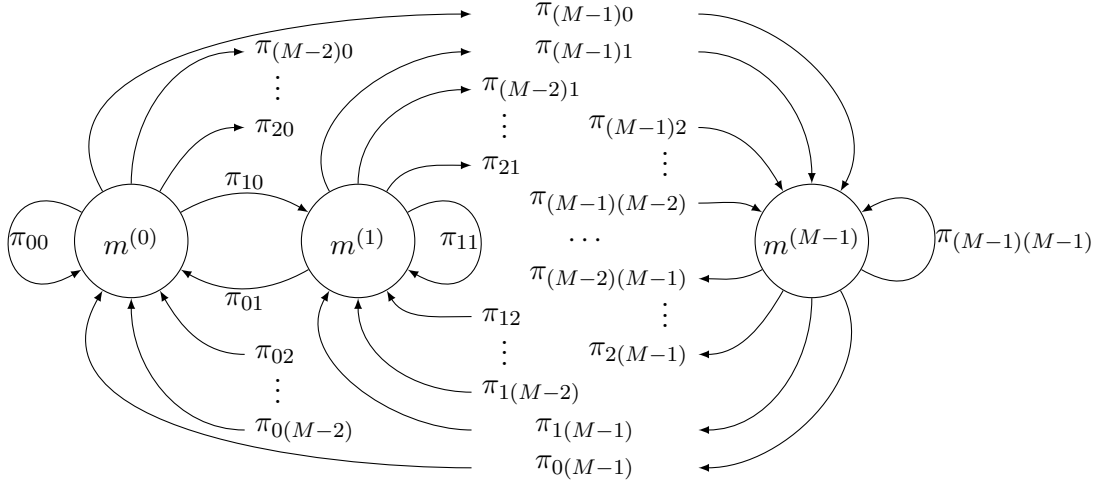 π(M−1)0
π(M−2)0 π(M−1)1
⋮ π(M−2)1
π20 ⋮ π(M−1)2
π10 π21 ⋮
π(M−1)(M−2)
π00 m(0) m(1) π11 ⋯ m(M−1) π(M−1)(M−1)
π(M−2)(M−1)
π01 π12 ⋮
π02 ⋮ π2(M−1)
⋮ π1(M−2)
π0(M−2) π1(M−1)
π0(M−1)